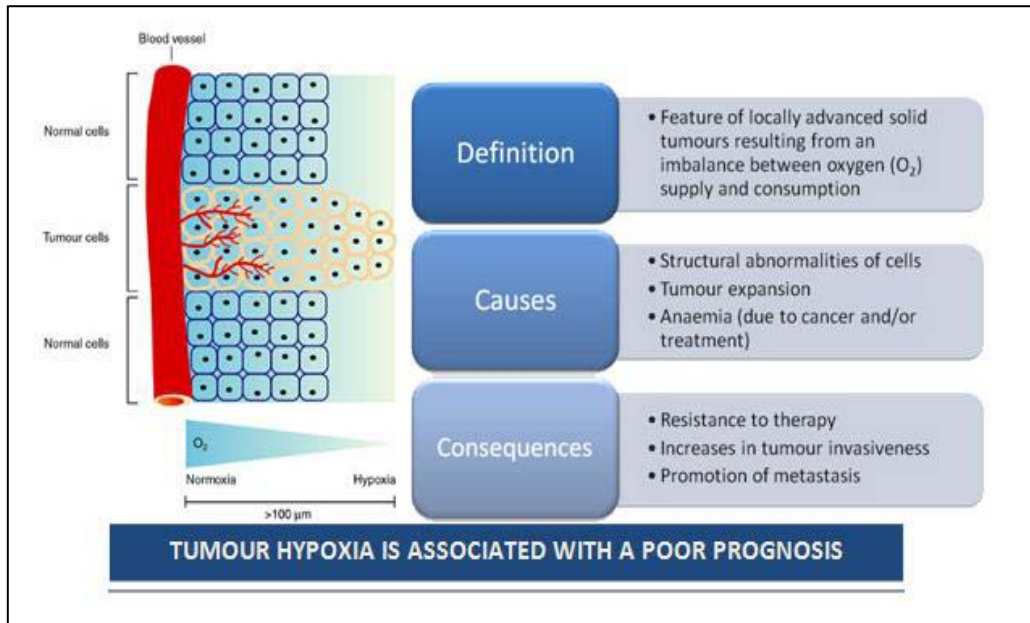 Blood vessel
Normal cells
Tumour cells
Normal cells
O₂
Normoxia
Hypoxia
>100 μm
Definition
• Feature of locally advanced solid
tumours resulting from an
imbalance between oxygen (O₂)
supply and consumption
Causes
• Structural abnormalities of cells
• Tumour expansion
• Anaemia (due to cancer and/or
treatment)
Consequences
• Resistance to therapy
• Increases in tumour invasiveness
• Promotion of metastasis
TUMOUR HYPOXIA IS ASSOCIATED WITH A POOR PROGNOSIS